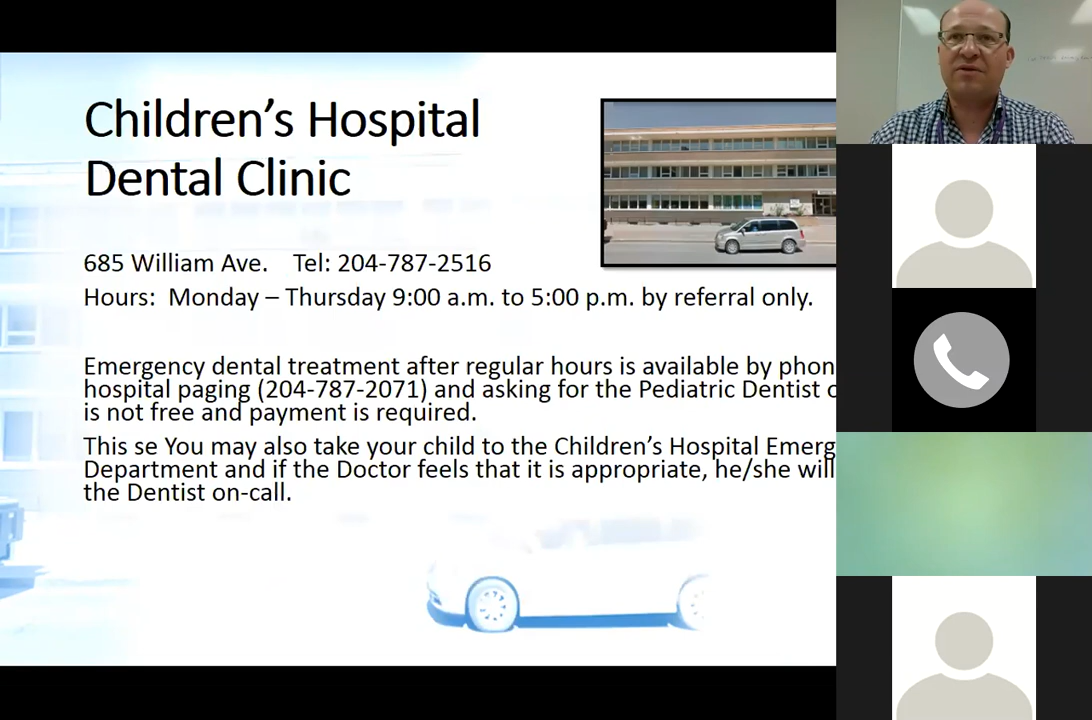 Children's Hospital
Dental Clinic
685 William Ave. Tel: 204-787-2516
Hours: Monday – Thursday 9:00 a.m. to 5:00 p.m. by referral only.
Emergency dental treatment after regular hours is available by phon
hospital paging (204-787-2071) and asking for the Pediatric Dentist o
is not free and payment is required.
This se You may also take your child to the Children's Hospital Emerg
Department and if the Doctor feels that it is appropriate, he/she will
the Dentist on-call.